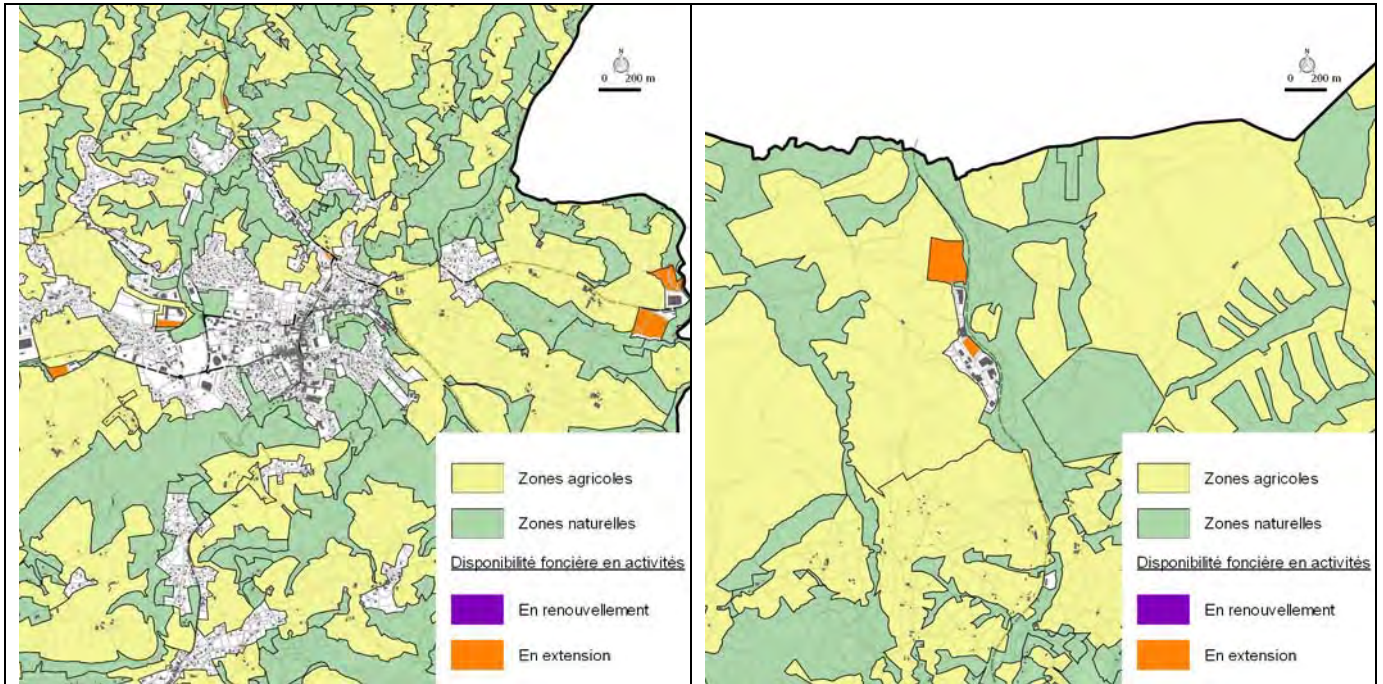 N
0 200 m
Zones agricoles
Zones naturelles
Disponibilité foncière en activités
En renouvellement
En extension
N
0 200 m
Zones agricoles
Zones naturelles
Disponibilité foncière en activités
En renouvellement
En extension